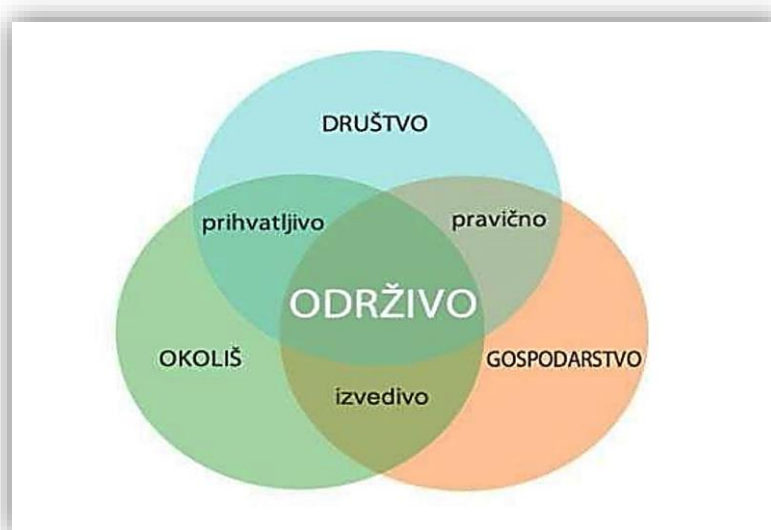 DRUŠTVO
prihvatljivo
pravično
ODRŽIVO
OKOLIŠ
GOSPODARSTVO
izvedivo